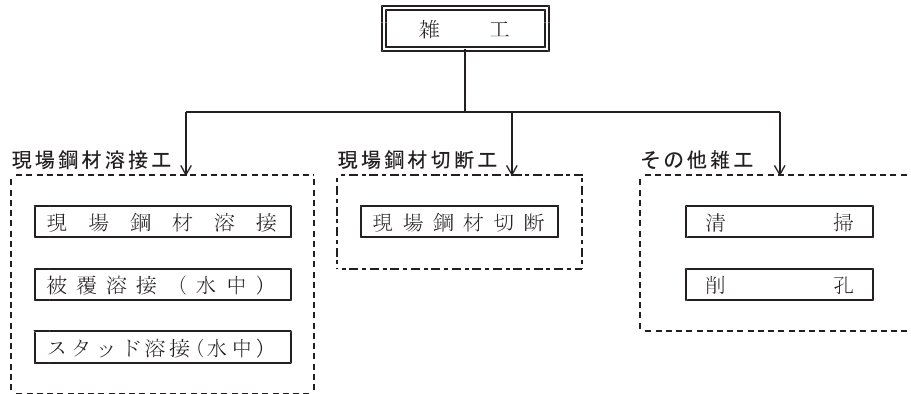 雑工
現場鋼材溶接工
現場鋼材溶接
被覆溶接(水中)
スタッド溶接(水中)
現場鋼材切断工
現場鋼材切断
その他雑工
清掃
削孔